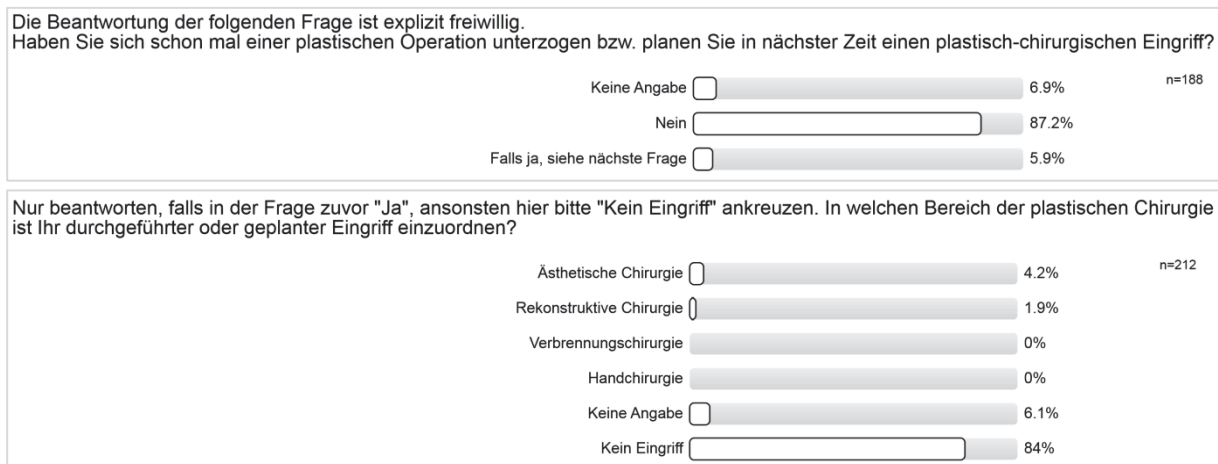 Die Beantwortung der folgenden Frage ist explizit freiwillig.
Haben Sie sich schon mal einer plastischen Operation unterzogen bzw. planen Sie in nächster Zeit einen plastisch-chirurgischen Eingriff?
Keine Angabe 6.9% n=188
Nein 87.2%
Falls ja, siehe nächste Frage 5.9%
Nur beantworten, falls in der Frage zuvor "Ja", ansonsten hier bitte "Kein Eingriff" ankreuzen. In welchen Bereich der plastischen Chirurgie
ist Ihr durchgeführter oder geplanter Eingriff einzuordnen?
Ästhetische Chirurgie 4.2% n=212
Rekonstruktive Chirurgie 1.9%
Verbrennungschirurgie 0%
Handchirurgie 0%
Keine Angabe 6.1%
Kein Eingriff 84%